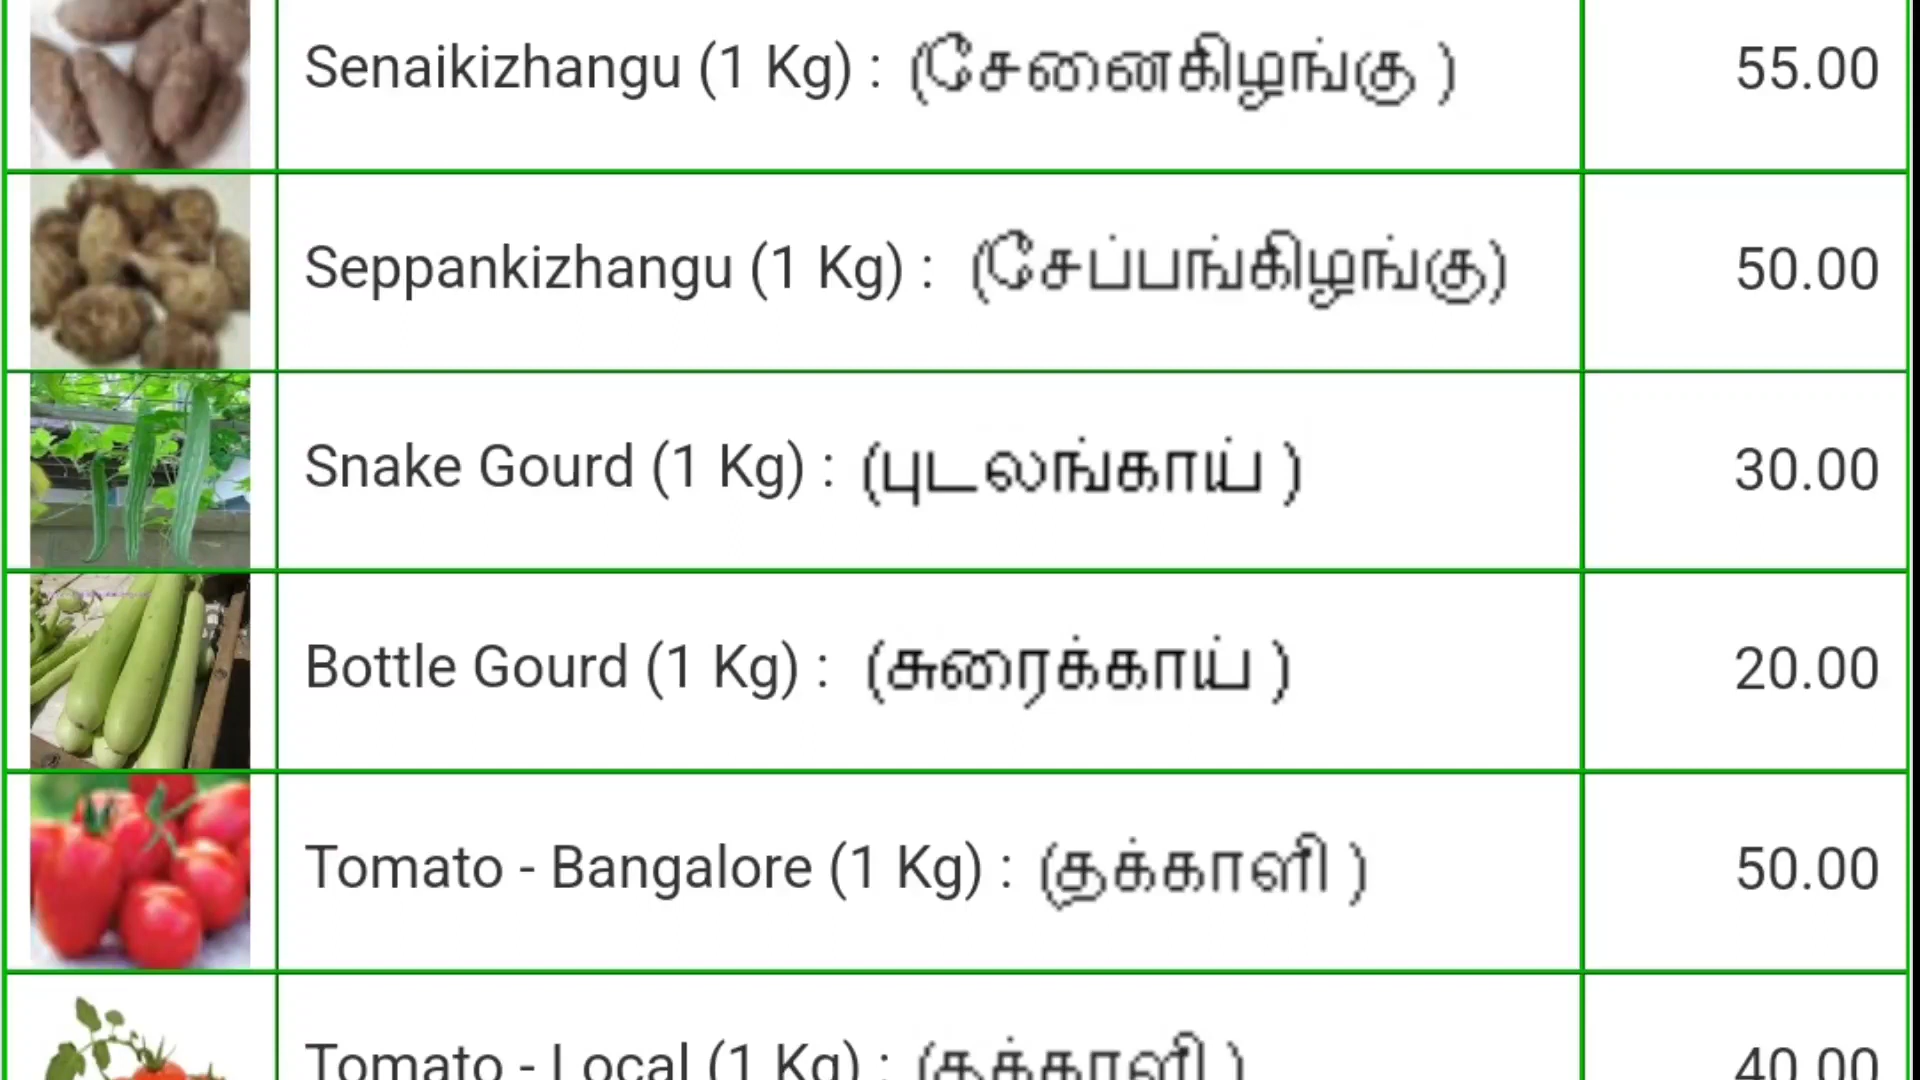 Senaikizhangu (1 Kg) : (சேனைகிழங்கு ) 55.00
Seppankizhangu (1 Kg) : (சேப்பங்கிழங்கு) 50.00
Snake Gourd (1 Kg) : (புடலங்காய் ) 30.00
Bottle Gourd (1 Kg) : (சுரைக்காய் ) 20.00
Tomato - Bangalore (1 Kg) : (தக்காளி ) 50.00
Tomato - Local (1 Kg) : (தக்காளி ) 40.00